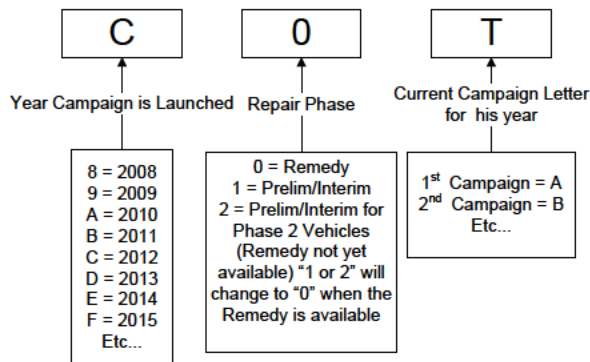 C
0
T
Year Campaign is Launched
Repair Phase
Current Campaign Letter
for his year
8 = 2008
9 = 2009
A = 2010
B = 2011
C = 2012
D = 2013
E = 2014
F = 2015
Etc...
0 = Remedy
1 = Prelim/Interim
2 = Prelim/Interim for
Phase 2 Vehicles
(Remedy not yet
available) “1 or 2” will
change to “0” when the
Remedy is available
1st Campaign = A
2nd Campaign = B
Etc...